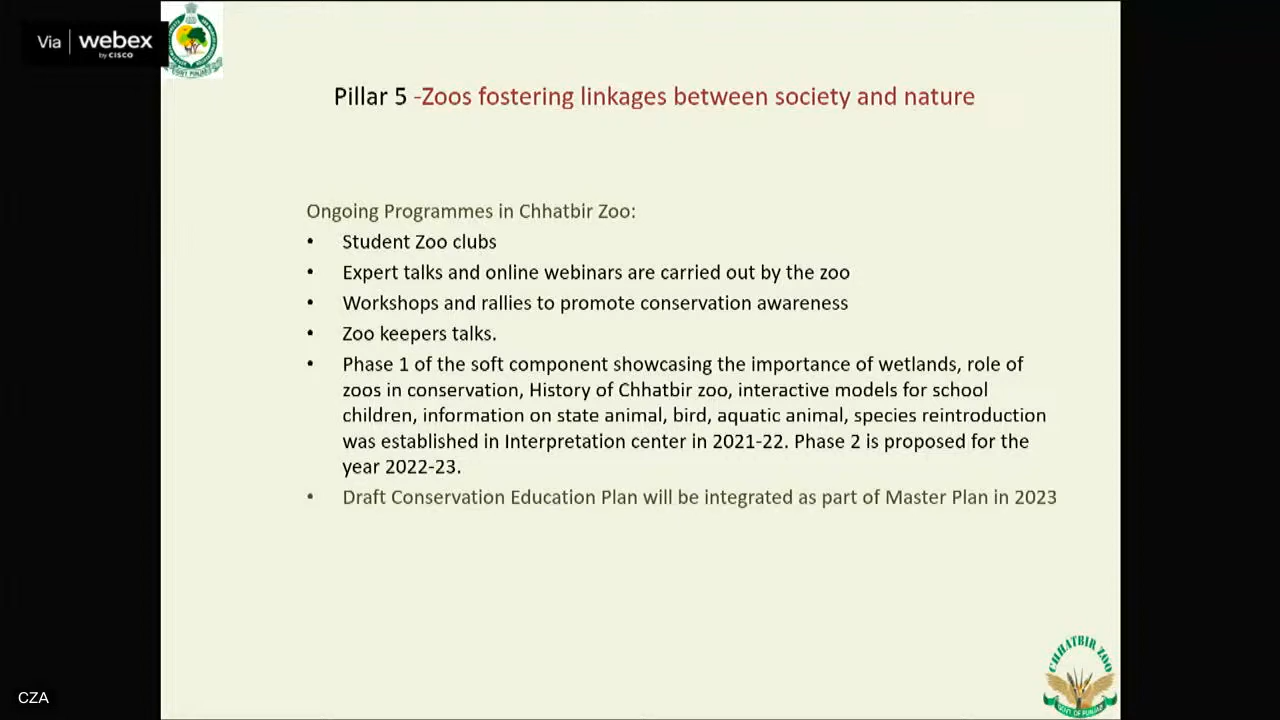 Via | webex
by CISCO
GOVT. PUNJAB
Pillar 5 -Zoos fostering linkages between society and nature
Ongoing Programmes in Chhatbir Zoo:
• Student Zoo clubs
• Expert talks and online webinars are carried out by the zoo
• Workshops and rallies to promote conservation awareness
• Zoo keepers talks.
• Phase 1 of the soft component showcasing the importance of wetlands, role of
zoos in conservation, History of Chhatbir zoo, interactive models for school
children, information on state animal, bird, aquatic animal, species reintroduction
was established in Interpretation center in 2021-22. Phase 2 is proposed for the
year 2022-23.
• Draft Conservation Education Plan will be integrated as part of Master Plan in 2023
CHHATBIR ZOO
GOVT. OF PUNJAB
CZA